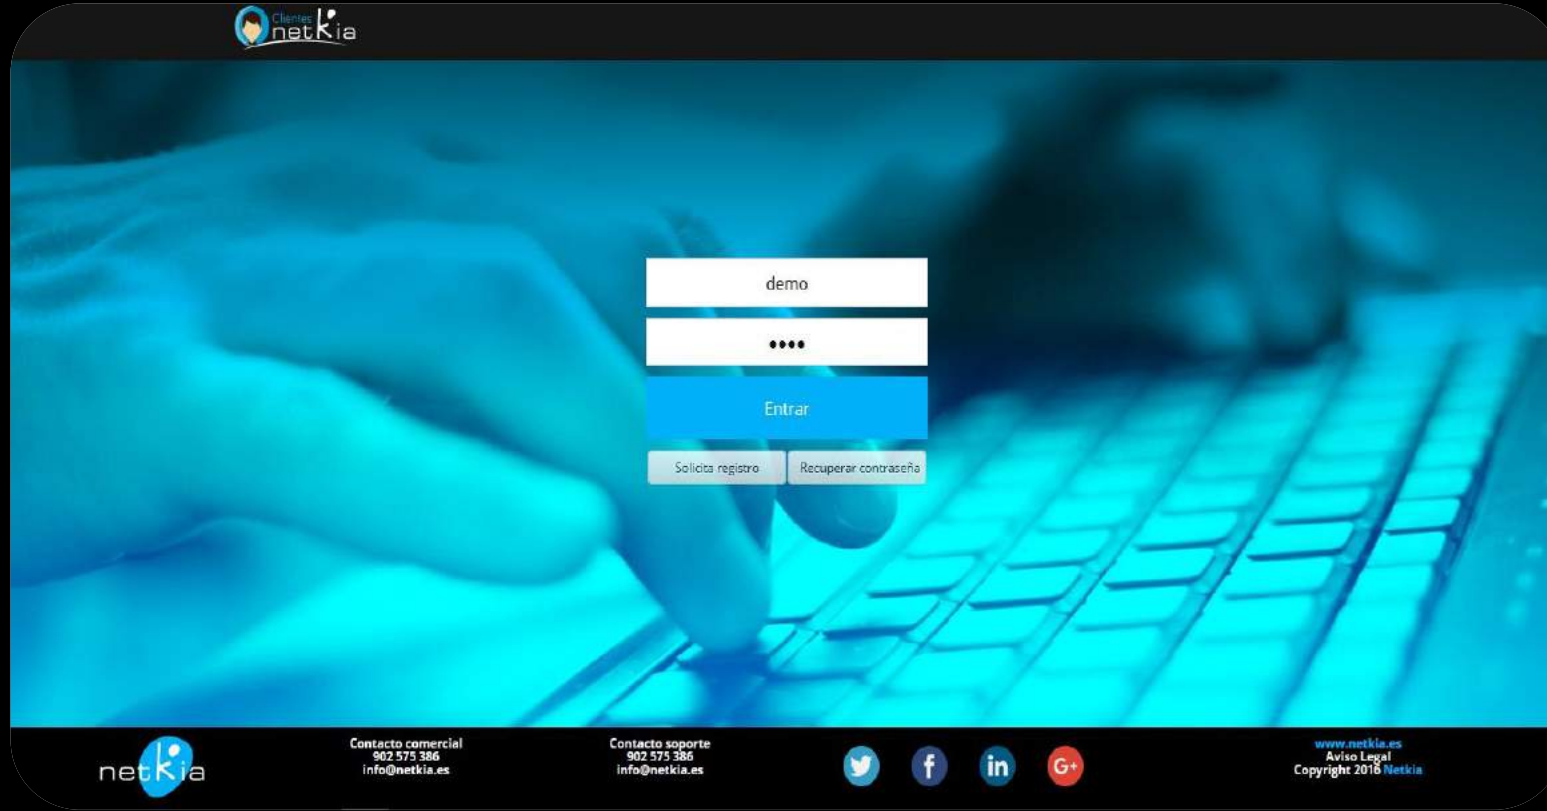 Clientes
netkia
demo
••••
Entrar
Solicita registro
Recuperar contraseña
netkia
Contacto comercial
902 575 386
info@netkia.es
Contacto soporte
902 575 386
info@netkia.es
f
in
G+
www.netkia.es
Aviso Legal
Copyright 2016 Netkia